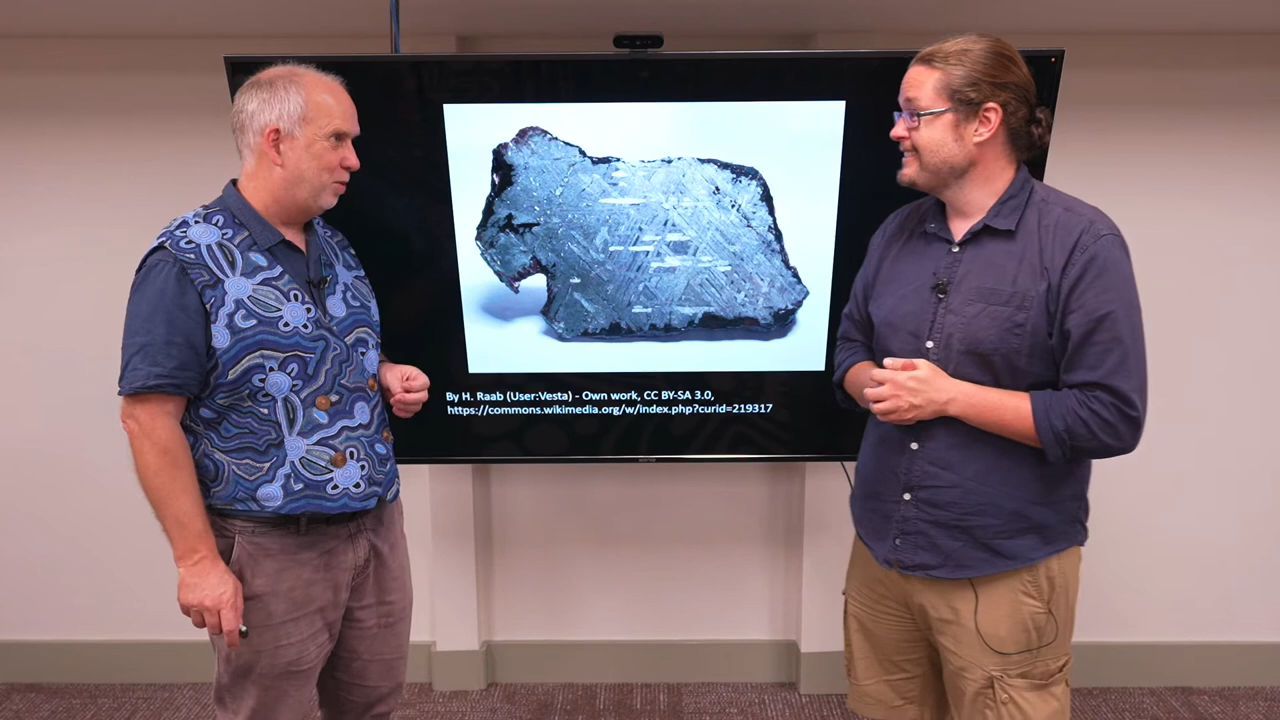 By H. Raab (User:Vesta) - Own work, CC BY-SA 3.0,
https://commons.wikimedia.org/w/index.php?curid=219317